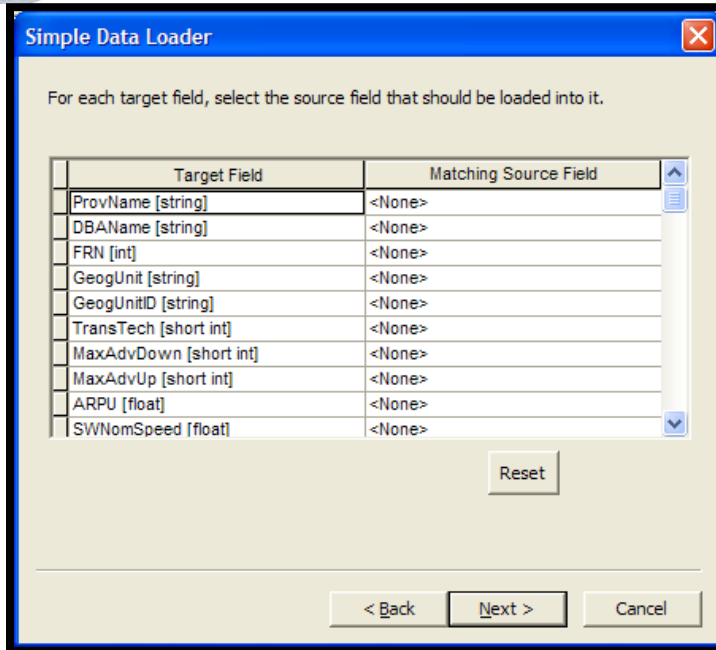 Simple Data Loader
For each target field, select the source field that should be loaded into it.
Target Field Matching Source Field
ProvName [string] <None>
DBAName [string] <None>
FRN [int] <None>
GeogUnit [string] <None>
GeogUnitID [string] <None>
TransTech [short int] <None>
MaxAdvDown [short int] <None>
MaxAdvUp [short int] <None>
ARPU [float] <None>
SWNomSpeed [float] <None>
Reset
< Back Next > Cancel